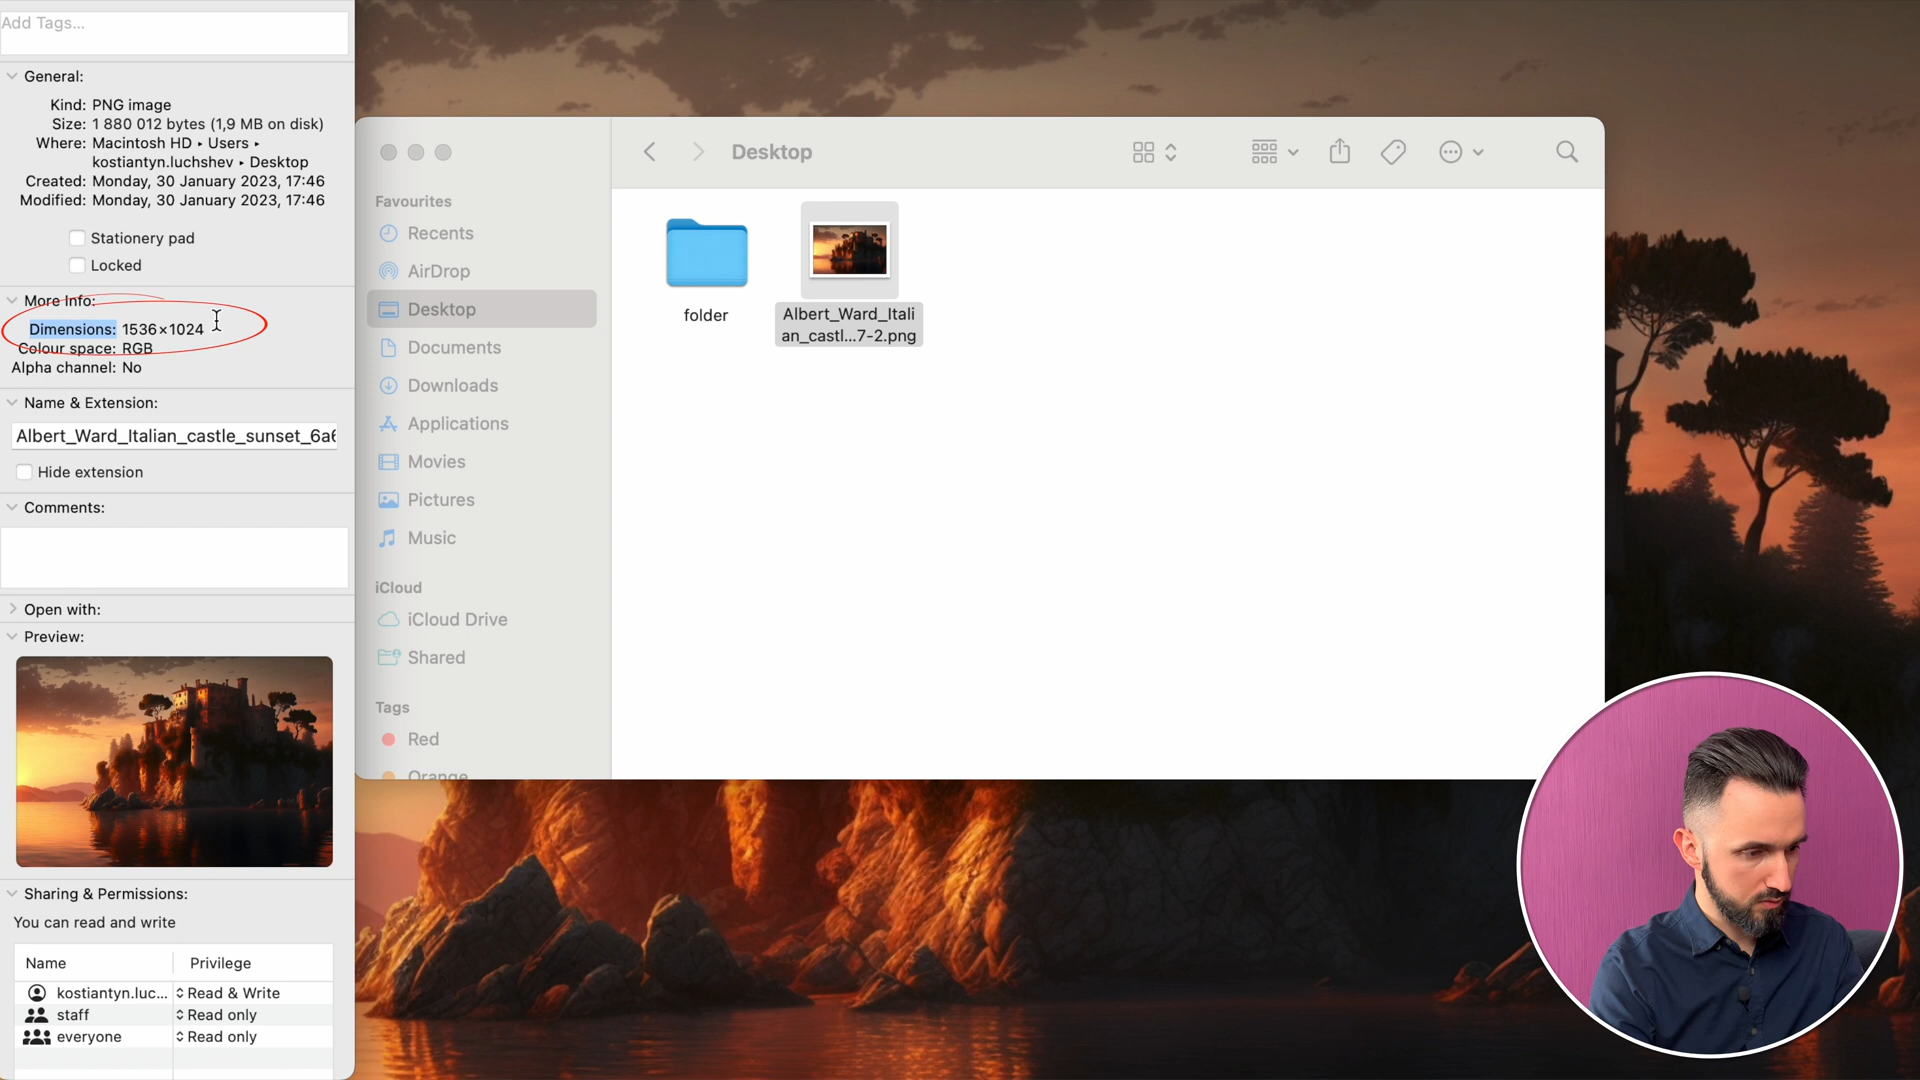 Add Tags...
General:
Kind: PNG image
Size: 1 880 012 bytes (1,9 MB on disk)
Where: Macintosh HD ▸ Users ▸
kostiantyn.luchshev ▸ Desktop
Created: Monday, 30 January 2023, 17:46
Modified: Monday, 30 January 2023, 17:46
Stationery pad
Locked
More Info:
Dimensions: 1536×1024
Colour space: RGB
Alpha channel: No
Name & Extension:
Albert_Ward_Italian_castle_sunset_6a6
Hide extension
Comments:
Open with:
Preview:
Sharing & Permissions:
You can read and write
Name Privilege
kostiantyn.luc... Read & Write
staff Read only
everyone Read only
Desktop
Favourites
Recents
AirDrop
Desktop
Documents
Downloads
Applications
Movies
Pictures
Music
iCloud
iCloud Drive
Shared
Tags
Red
Orange
folder
Albert_Ward_Itali
an_castl...7-2.png